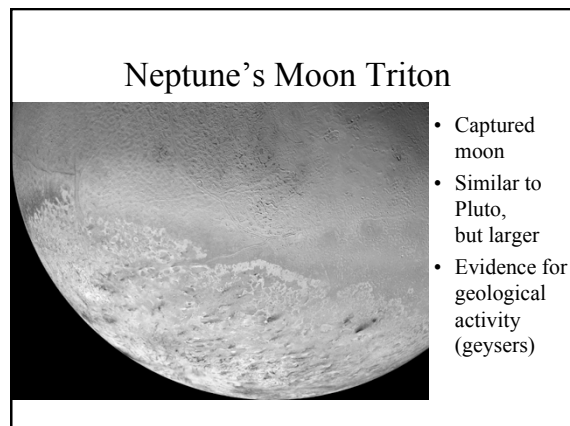 Neptune’s Moon Triton
• Captured
moon
• Similar to
Pluto,
but larger
• Evidence for
geological
activity
(geysers)